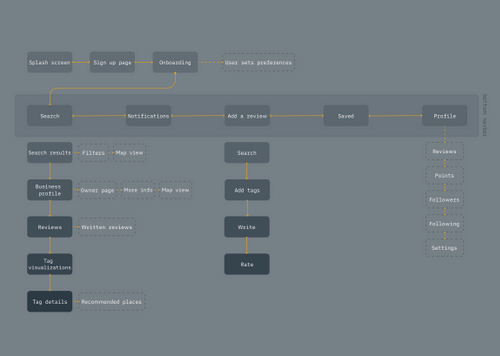 Splash screen
Sign up page
Onboarding
User sets preferences
Search
Notifications
Add a review
Saved
Profile
Search results
Filters
Map view
Search
Reviews
Business
profile
Owner page
More info
Map view
Add tags
Points
Followers
Reviews
Written reviews
Write
Following
Settings
Tag
visualizations
Rate
Tag details
Recommended places